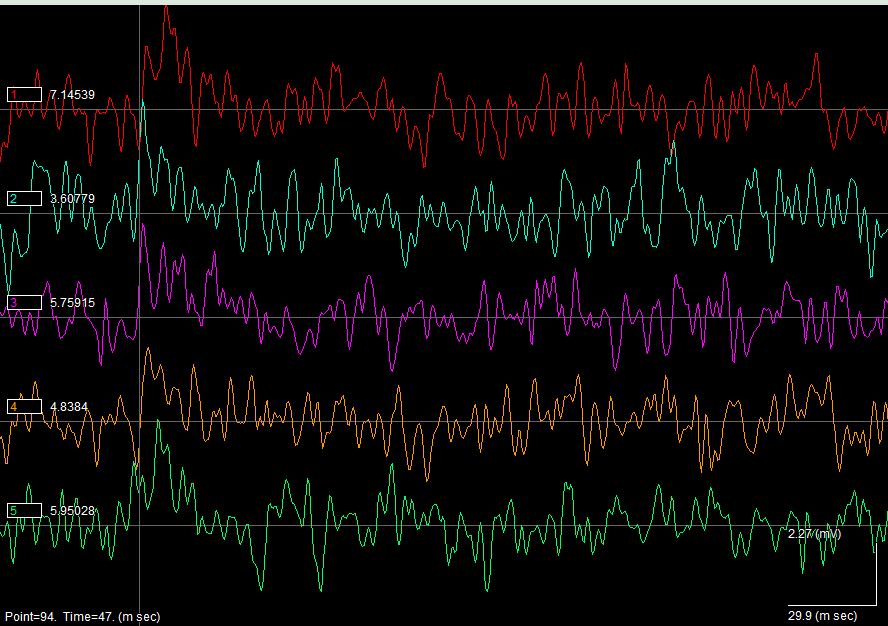 1 7.14539
2 3.60779
3 5.75915
4 4.8384
5 5.95028
2.27 (mV)
Point=94. Time=47. (m sec)
29.9 (m sec)